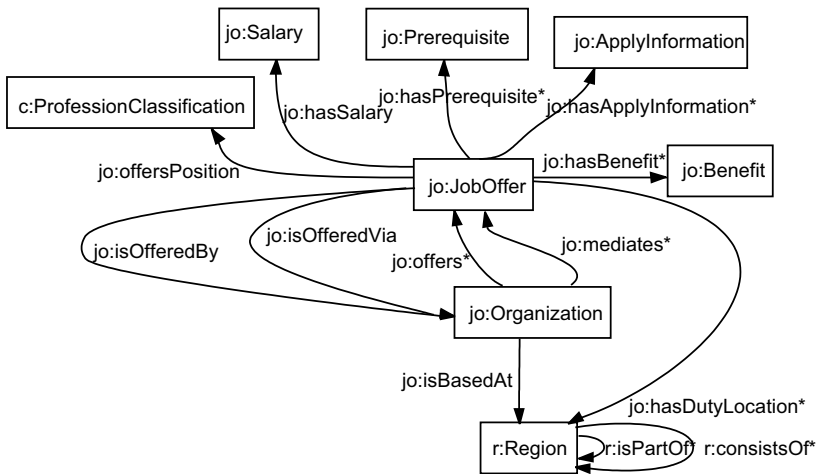 jo:Salary
jo:Prerequisite
jo:ApplyInformation
c:ProfessionClassification
jo:hasSalary
jo:hasPrerequisite*
jo:hasApplyInformation*
jo:offersPosition
jo:JobOffer
jo:hasBenefit*
jo:Benefit
jo:isOfferedBy
jo:isOfferedVia
jo:offers*
jo:mediates*
jo:Organization
jo:isBasedAt
jo:hasDutyLocation*
r:Region
r:isPartOf*
r:consistsOf*